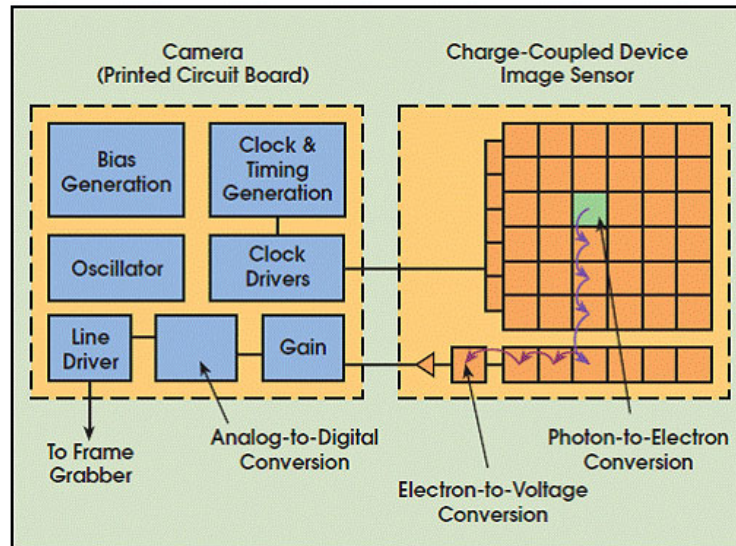 Camera
(Printed Circuit Board)
Charge-Coupled Device
Image Sensor
Bias
Generation
Clock &
Timing
Generation
Oscillator
Clock
Drivers
Line
Driver
Gain
To Frame
Grabber
Analog-to-Digital
Conversion
Electron-to-Voltage
Conversion
Photon-to-Electron
Conversion